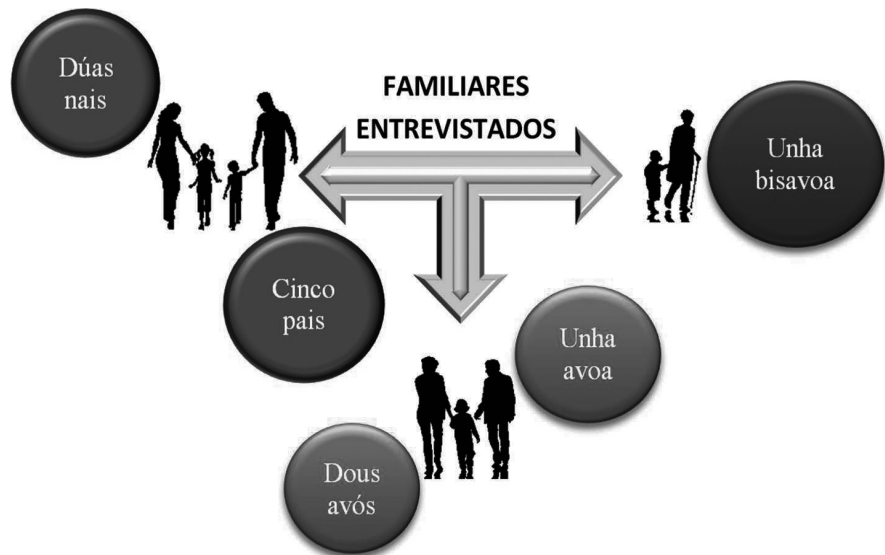 Dúas
nais
FAMILIARES
ENTREVISTADOS
Unha
bisavoa
Cinco
pais
Unha
avoa
Dous
avós